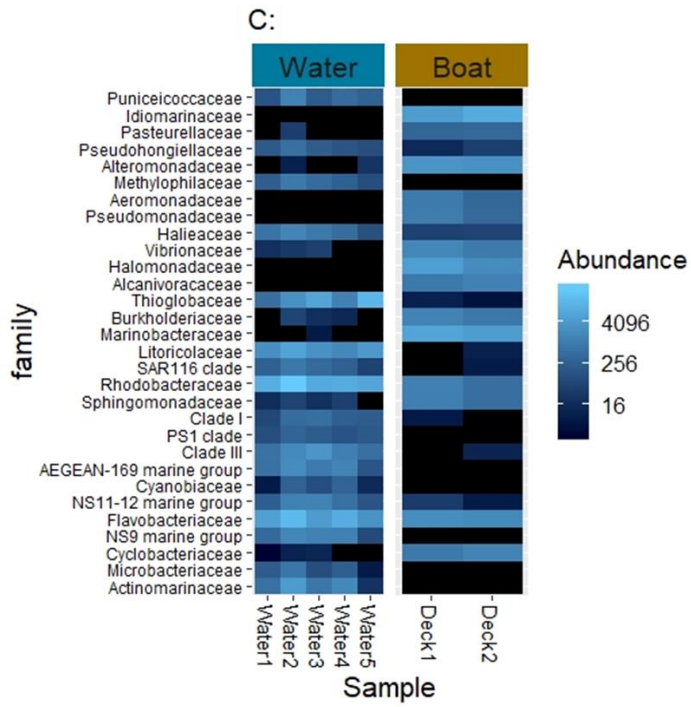 C:
Water Boat
Puniceicoccaceae
Idiomarinaceae
Pasteurellaceae
Pseudohongiellaceae
Alteromonadaceae
Methylophilaceae
Aeromonadaceae
Pseudomonadaceae
Halieaceae
Vibrionaceae
Halomonadaceae
Alcanivoracaceae
Thioglobaceae
Burkholderiaceae
Marinobacteraceae
Litoricolaceae
SAR116 clade
Rhodobacteraceae
Sphingomonadaceae
Clade I
PS1 clade
Clade III
AEGEAN-169 marine group
Cyanobiaceae
NS11-12 marine group
Flavobacteriaceae
NS9 marine group
Cyclobacteriaceae
Microbacteriaceae
Actinomarinaceae
family
Water1
Water2
Water3
Water4
Water5
Deck1
Deck2
Sample
Abundance
4096
256
16